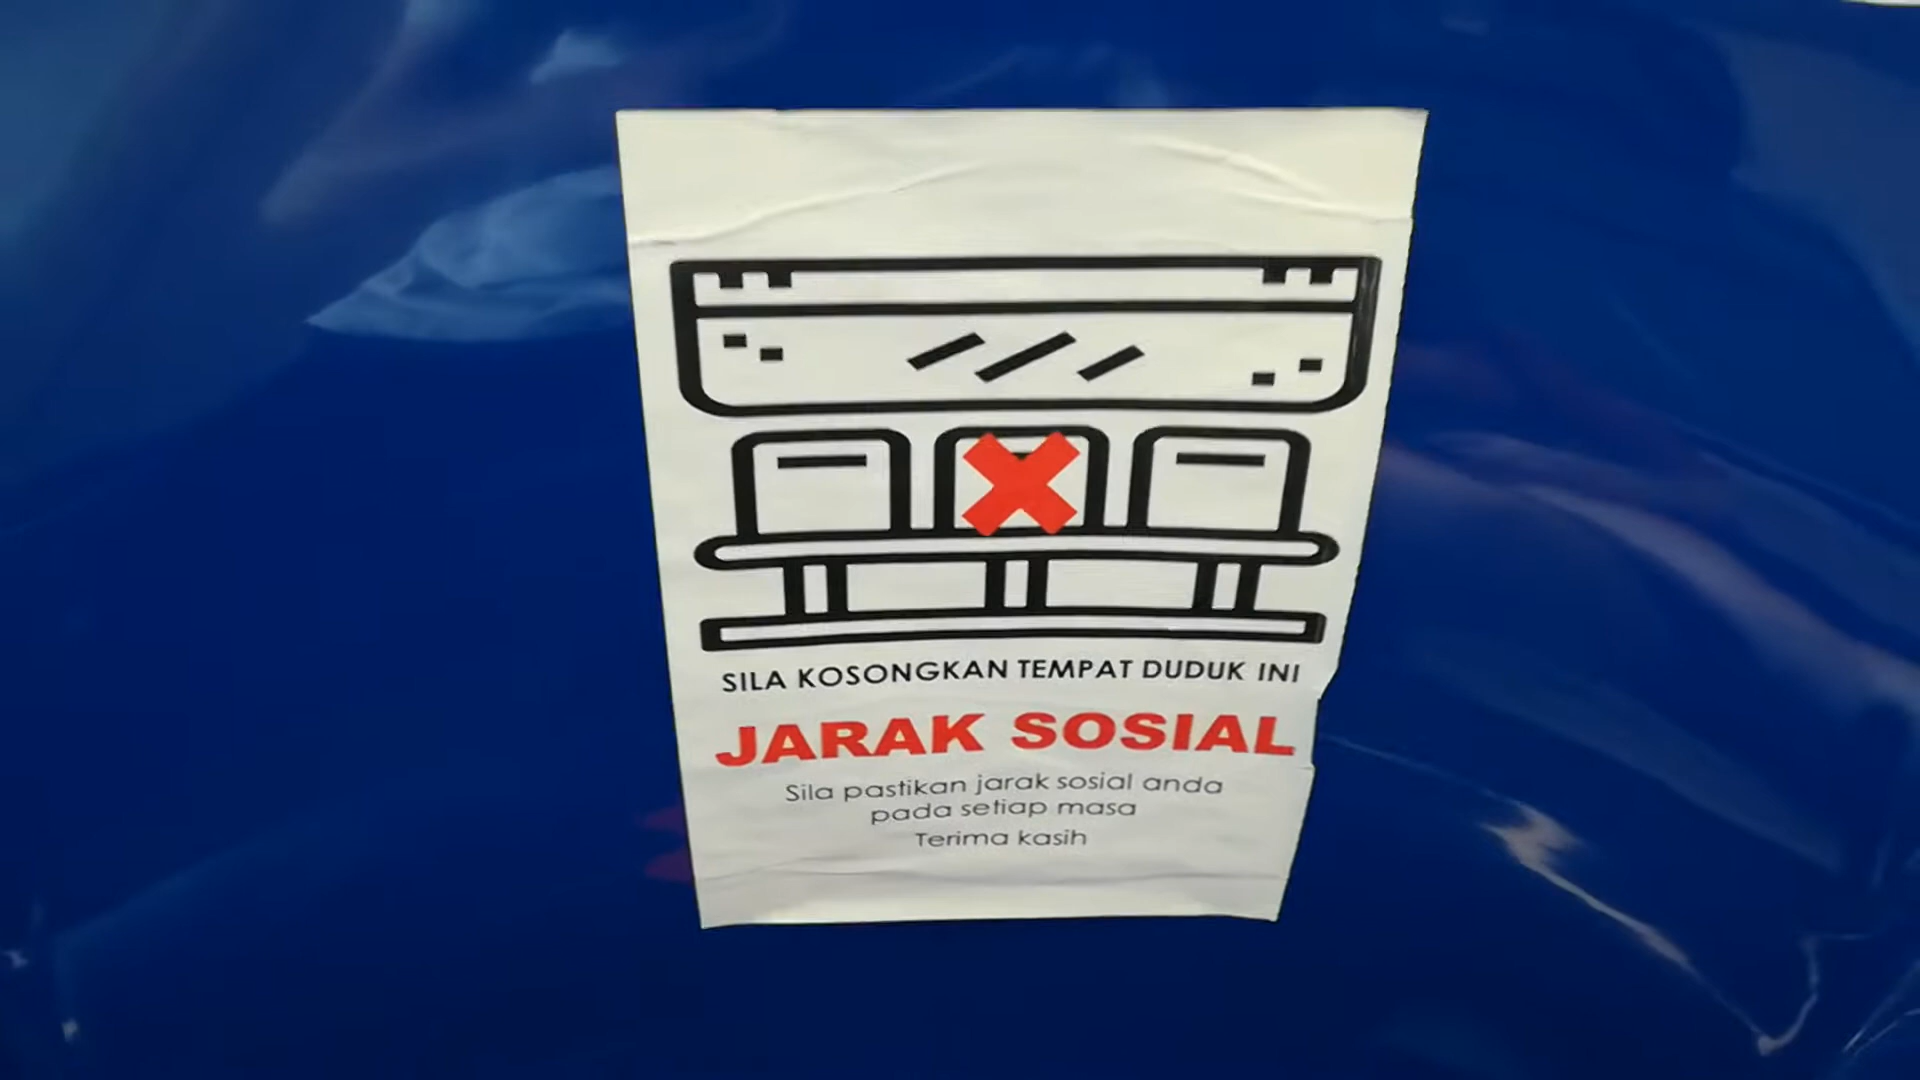 SILA KOSONGKAN TEMPAT DUDUK INI
JARAK SOSIAL
Sila pastikan jarak sosial anda
pada setiap masa
Terima kasih